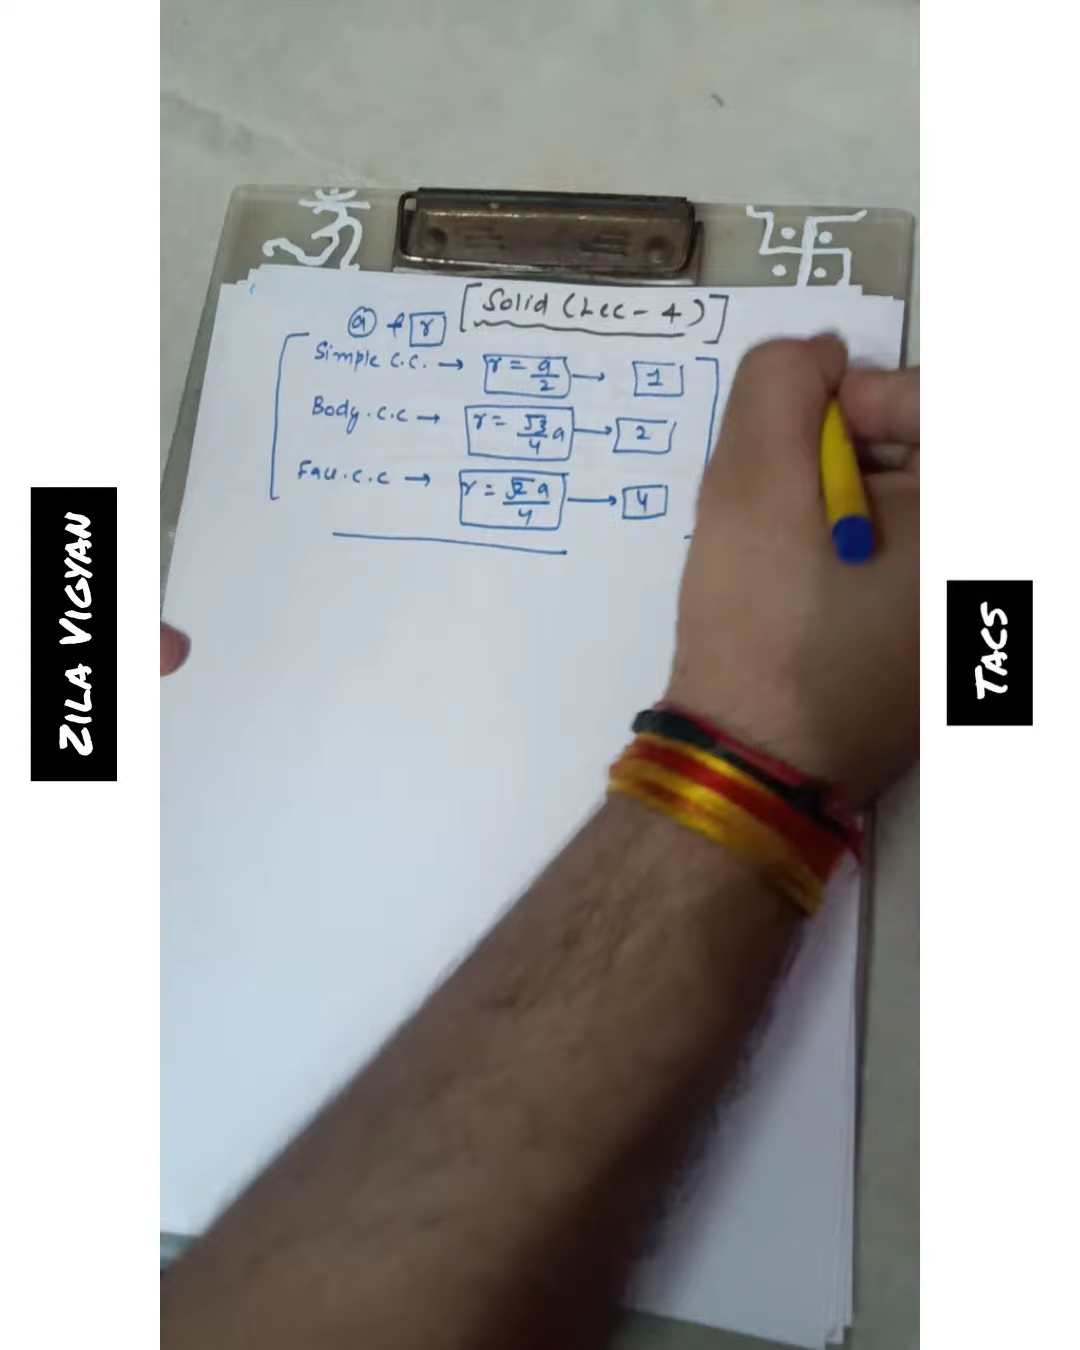 [Solid (Lec - 4)]
a & r
Simple C.C. → r = a/2 → 1
Body.c.c → r = √3/4 a → 2
Fau.c.c → r = √2 a/4 → 4
ZILA VIGYAN
TACS